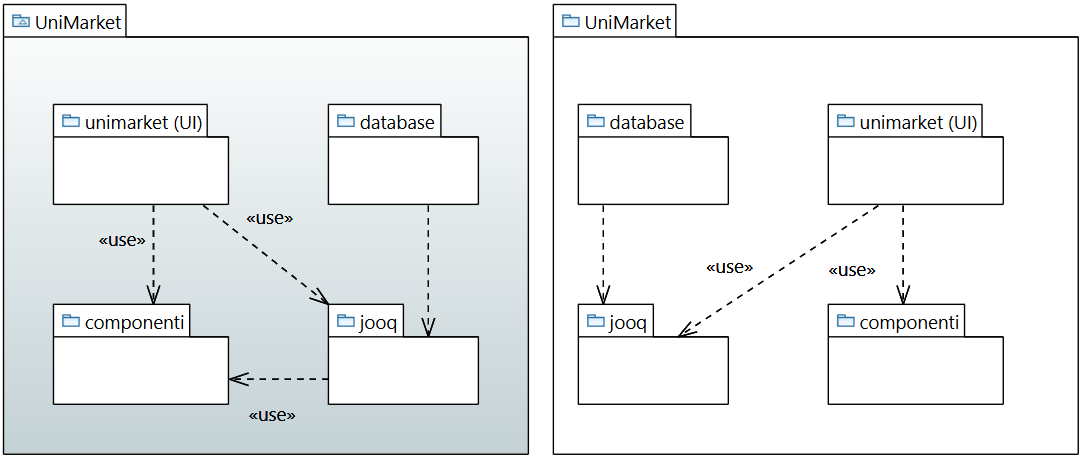 UniMarket
unimarket (UI)
database
«use»
«use»
componenti
jooq
«use»
UniMarket
database
unimarket (UI)
«use»
«use»
jooq
componenti